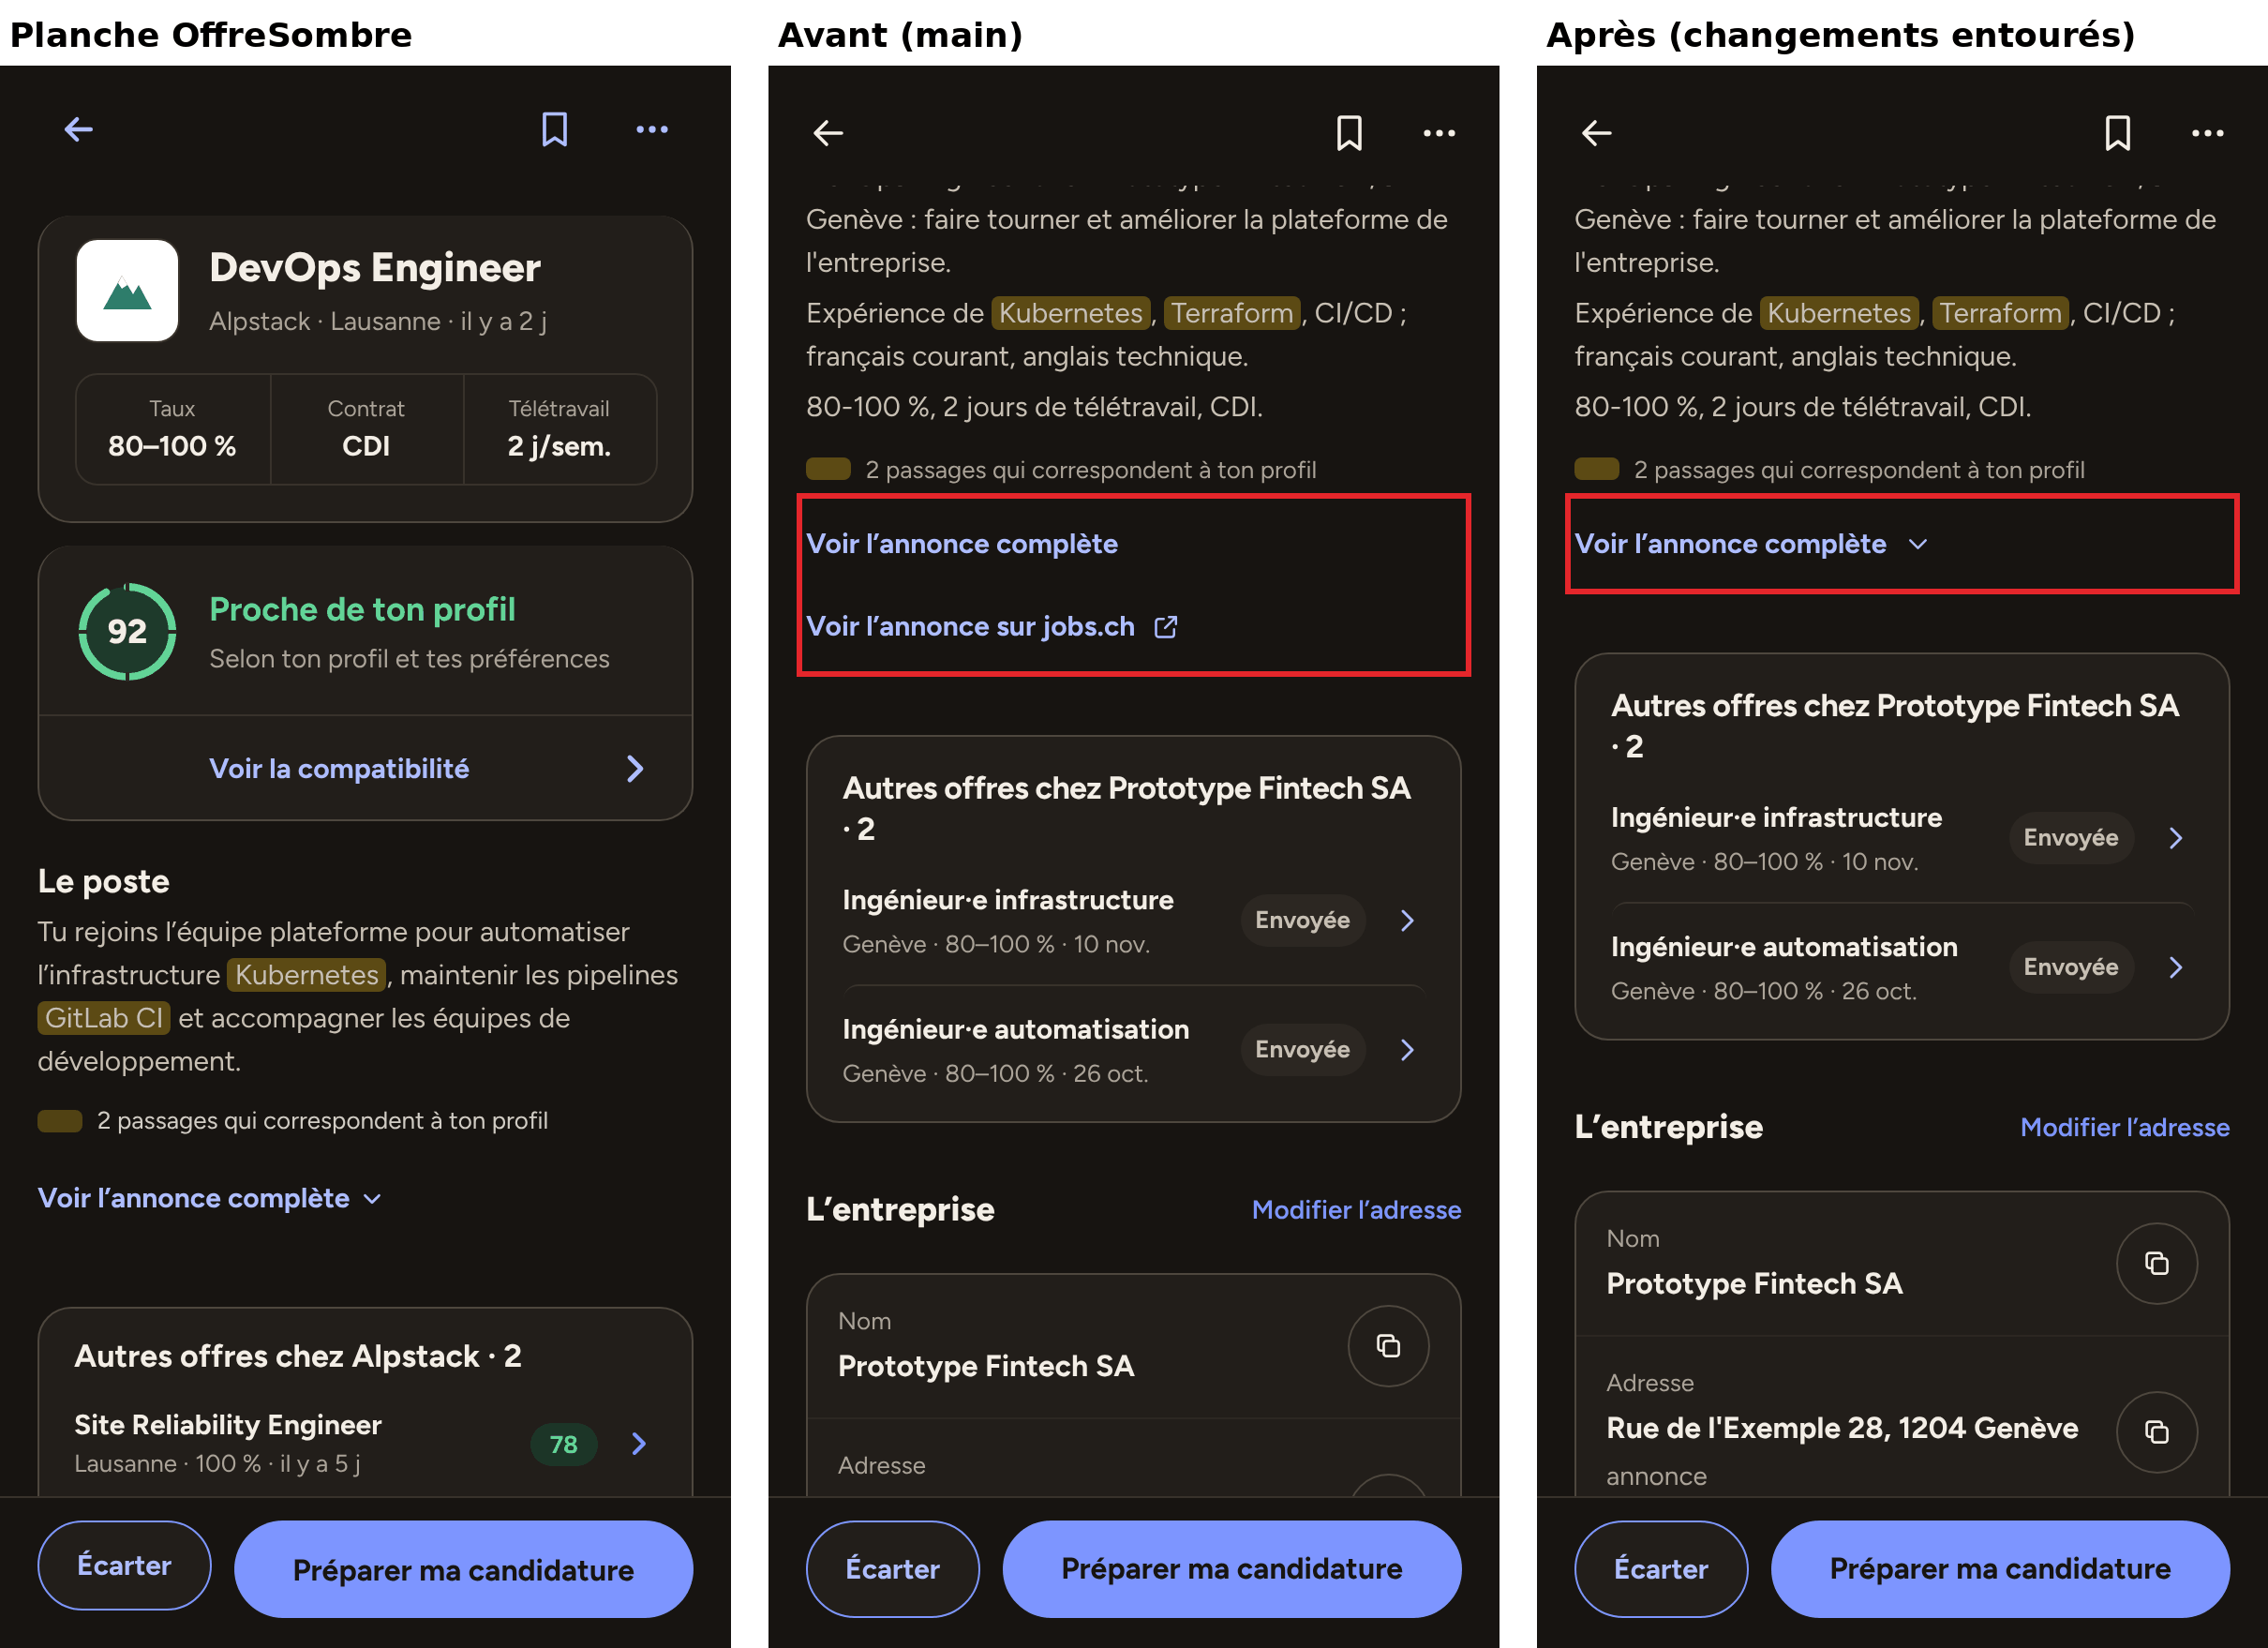 Planche OffreSombre
DevOps Engineer
Alpstack · Lausanne · il y a 2 j
Taux
80–100 %
Contrat
CDI
Télétravail
2 j/sem.
92
Proche de ton profil
Selon ton profil et tes préférences
Voir la compatibilité
Le poste
Tu rejoins l’équipe plateforme pour automatiser
l’infrastructure Kubernetes, maintenir les pipelines
GitLab CI et accompagner les équipes de
développement.
2 passages qui correspondent à ton profil
Voir l’annonce complète
Autres offres chez Alpstack · 2
Site Reliability Engineer
Lausanne · 100 % · il y a 5 j
78
Écarter
Préparer ma candidature
Avant (main)
Genève : faire tourner et améliorer la plateforme de
l'entreprise.
Expérience de Kubernetes, Terraform, CI/CD ;
français courant, anglais technique.
80-100 %, 2 jours de télétravail, CDI.
2 passages qui correspondent à ton profil
Voir l’annonce complète
Voir l’annonce sur jobs.ch
Autres offres chez Prototype Fintech SA
· 2
Ingénieur·e infrastructure
Genève · 80–100 % · 10 nov.
Envoyée
Ingénieur·e automatisation
Genève · 80–100 % · 26 oct.
Envoyée
L’entreprise
Modifier l’adresse
Nom
Prototype Fintech SA
Adresse
Écarter
Préparer ma candidature
Après (changements entourés)
Genève : faire tourner et améliorer la plateforme de
l'entreprise.
Expérience de Kubernetes, Terraform, CI/CD ;
français courant, anglais technique.
80-100 %, 2 jours de télétravail, CDI.
2 passages qui correspondent à ton profil
Voir l’annonce complète
Autres offres chez Prototype Fintech SA
· 2
Ingénieur·e infrastructure
Genève · 80–100 % · 10 nov.
Envoyée
Ingénieur·e automatisation
Genève · 80–100 % · 26 oct.
Envoyée
L’entreprise
Modifier l’adresse
Nom
Prototype Fintech SA
Adresse
Rue de l'Exemple 28, 1204 Genève
annonce
Écarter
Préparer ma candidature